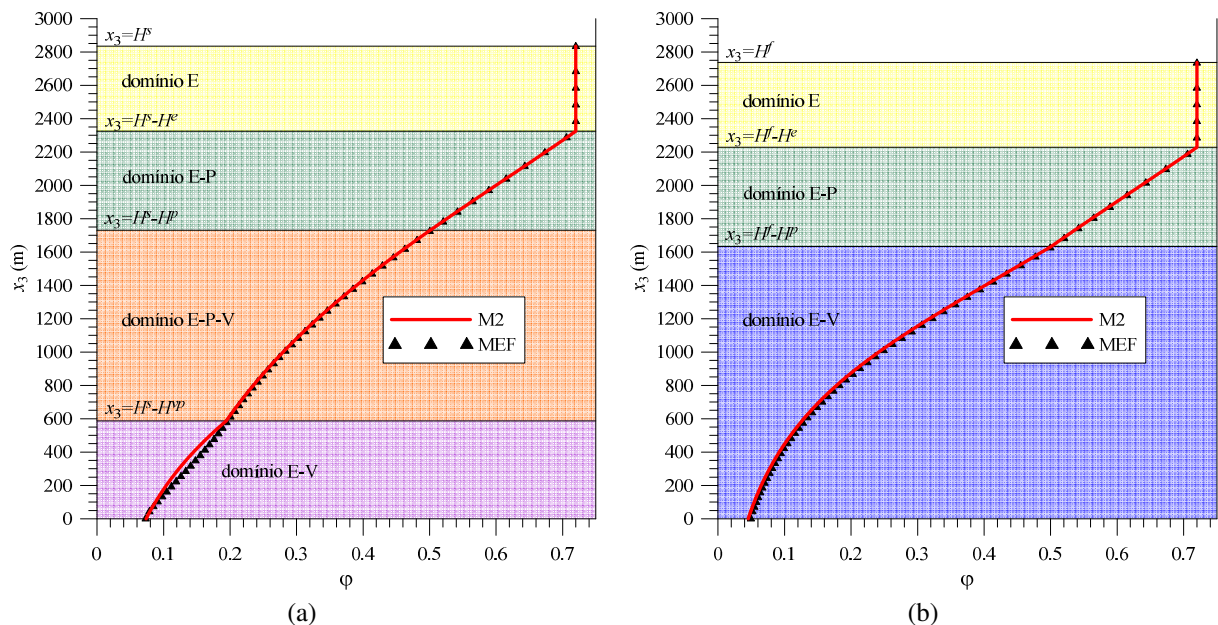 3000
2800
2600
2400
2200
2000
1800
1600
1400
1200
1000
800
600
400
200
0
x₃ (m)
x₃=Hˢ
domínio E
x₃=Hˢ-Hᵉ
domínio E-P
x₃=Hˢ-Hᵖ
domínio E-P-V
M2
MEF
x₃=Hˢ-Hᵛᵖ
domínio E-V
0 0.1 0.2 0.3 0.4 0.5 0.6 0.7
φ
(a)
3000
2800
2600
2400
2200
2000
1800
1600
1400
1200
1000
800
600
400
200
0
x₃ (m)
x₃=Hᶠ
domínio E
x₃=Hᶠ-Hᵉ
domínio E-P
x₃=Hᶠ-Hᵖ
domínio E-V
M2
MEF
0 0.1 0.2 0.3 0.4 0.5 0.6 0.7
φ
(b)